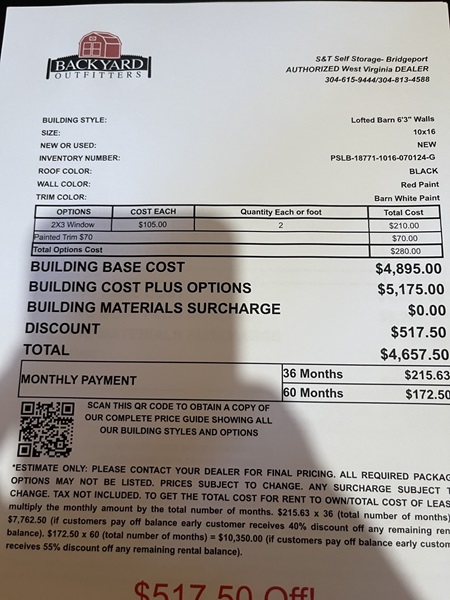 BACKYARD
OUTFITTERS
S&T Self Storage- Bridgeport
AUTHORIZED West Virginia DEALER
304-615-9444/304-813-4588
BUILDING STYLE: Lofted Barn 6'3" Walls
SIZE: 10x16
NEW OR USED: NEW
INVENTORY NUMBER: PSLB-18771-1016-070124-G
ROOF COLOR: BLACK
WALL COLOR: Red Paint
TRIM COLOR: Barn White Paint
OPTIONS COST EACH Quantity Each or foot Total Cost
2X3 Window $105.00 2 $210.00
Painted Trim $70 $70.00
Total Options Cost $280.00
BUILDING BASE COST $4,895.00
BUILDING COST PLUS OPTIONS $5,175.00
BUILDING MATERIALS SURCHARGE $0.00
DISCOUNT $517.50
TOTAL $4,657.50
MONTHLY PAYMENT 36 Months $215.63
60 Months $172.50
SCAN THIS QR CODE TO OBTAIN A COPY OF
OUR COMPLETE PRICE GUIDE SHOWING ALL
OUR BUILDING STYLES AND OPTIONS
*ESTIMATE ONLY: PLEASE CONTACT YOUR DEALER FOR FINAL PRICING. ALL REQUIRED PACKAG
OPTIONS MAY NOT BE LISTED. PRICES SUBJECT TO CHANGE. ANY SURCHARGE SUBJECT T
CHANGE. TAX NOT INCLUDED. TO GET THE TOTAL COST FOR RENT TO OWN/TOTAL COST OF LEAS
multiply the monthly amount by the total number of months. $215.63 x 36 (total number of months)
$7,762.50 (if customers pay off balance early customer receives 40% discount off any remaining ren
balance). $172.50 x 60 (total number of months) = $10,350.00 (if customers pay off balance early custom
receives 55% discount off any remaining rental balance).
$517.50 Off!